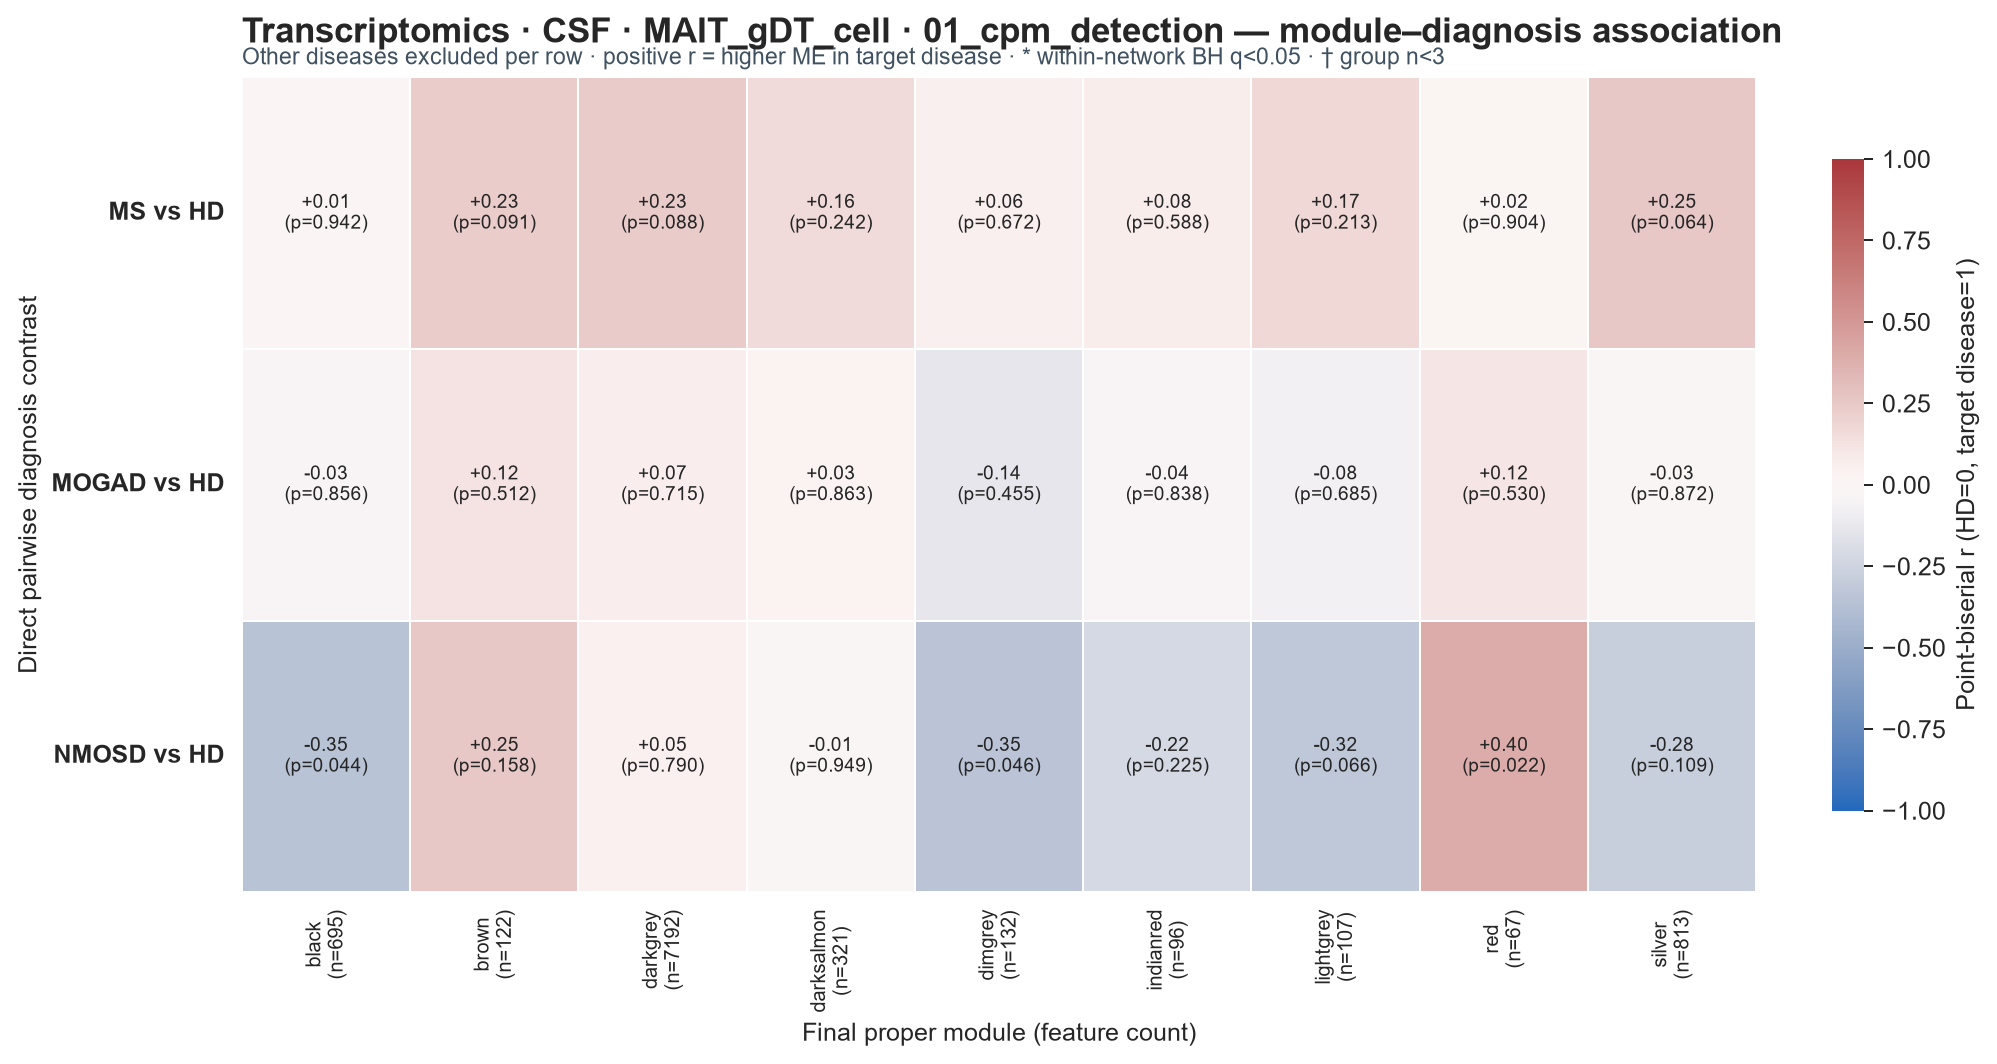 Transcriptomics · CSF · MAIT_gDT_cell · 01_cpm_detection — module–diagnosis association
Other diseases excluded per row · positive r = higher ME in target disease · * within-network BH q<0.05 · † group n<3
Direct pairwise diagnosis contrast
MS vs HD
+0.01
(p=0.942)
+0.23
(p=0.091)
+0.23
(p=0.088)
+0.16
(p=0.242)
+0.06
(p=0.672)
+0.08
(p=0.588)
+0.17
(p=0.213)
+0.02
(p=0.904)
+0.25
(p=0.064)
MOGAD vs HD
-0.03
(p=0.856)
+0.12
(p=0.512)
+0.07
(p=0.715)
+0.03
(p=0.863)
-0.14
(p=0.455)
-0.04
(p=0.838)
-0.08
(p=0.685)
+0.12
(p=0.530)
-0.03
(p=0.872)
NMOSD vs HD
-0.35
(p=0.044)
+0.25
(p=0.158)
+0.05
(p=0.790)
-0.01
(p=0.949)
-0.35
(p=0.046)
-0.22
(p=0.225)
-0.32
(p=0.066)
+0.40
(p=0.022)
-0.28
(p=0.109)
black
(n=695)
brown
(n=122)
darkgrey
(n=7192)
darksalmon
(n=321)
dimgrey
(n=132)
indianred
(n=96)
lightgrey
(n=107)
red
(n=67)
silver
(n=813)
Final proper module (feature count)
1.00
0.75
0.50
0.25
0.00
−0.25
−0.50
−0.75
−1.00
Point-biserial r (HD=0, target disease=1)